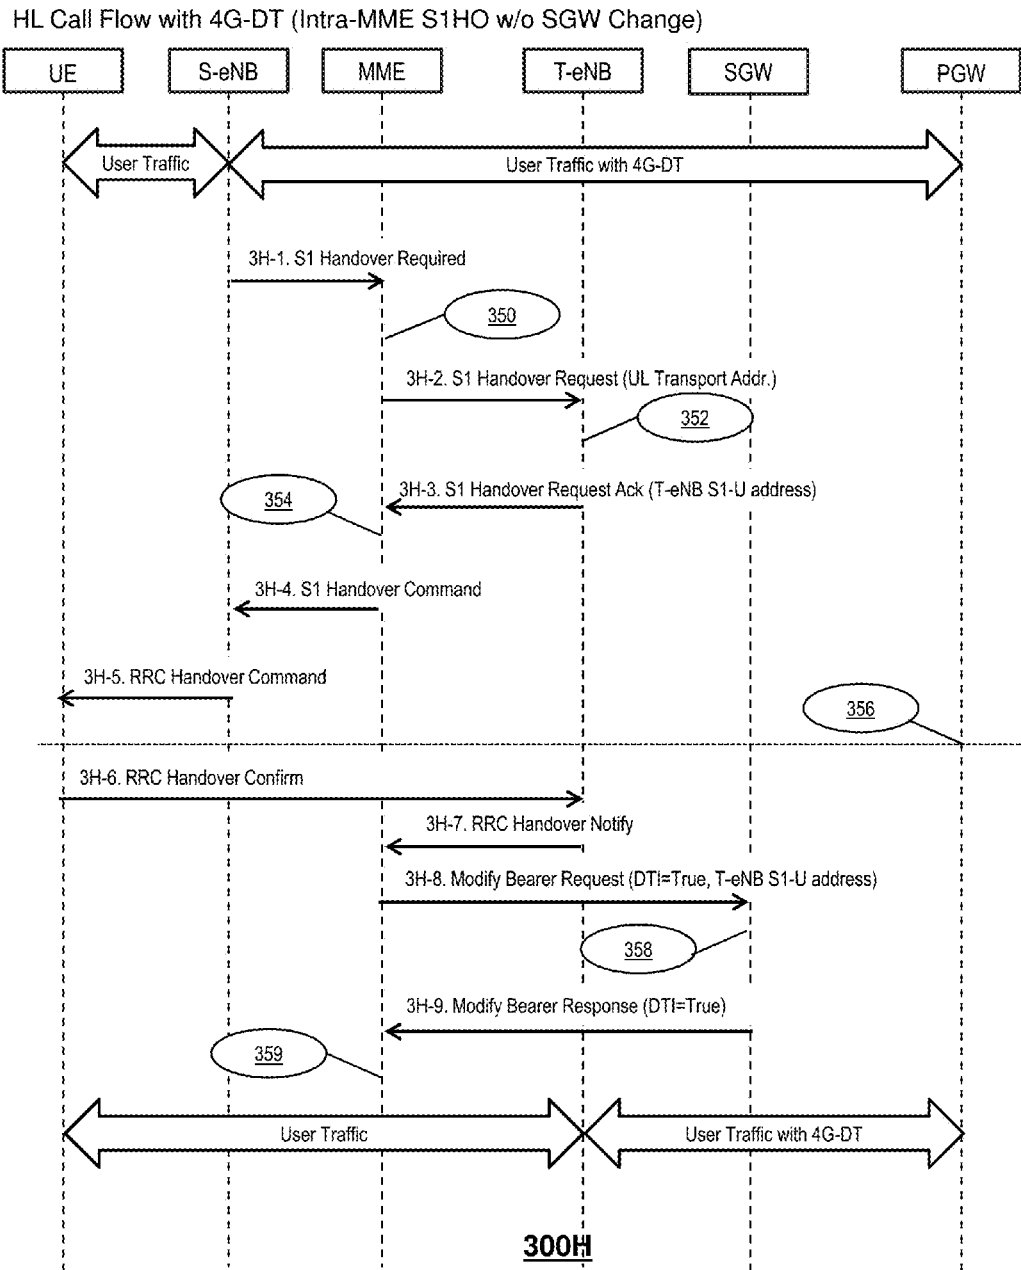 HL Call Flow with 4G-DT (Intra-MME S1HO w/o SGW Change)
UE S-eNB MME T-eNB SGW PGW
User Traffic User Traffic with 4G-DT
3H-1. S1 Handover Required
350
3H-2. S1 Handover Request (UL Transport Addr.)
352
354 3H-3. S1 Handover Request Ack (T-eNB S1-U address)
3H-4. S1 Handover Command
3H-5. RRC Handover Command
356
3H-6. RRC Handover Confirm
3H-7. RRC Handover Notify
3H-8. Modify Bearer Request (DTI=True, T-eNB S1-U address)
358
3H-9. Modify Bearer Response (DTI=True)
359
User Traffic User Traffic with 4G-DT
300H